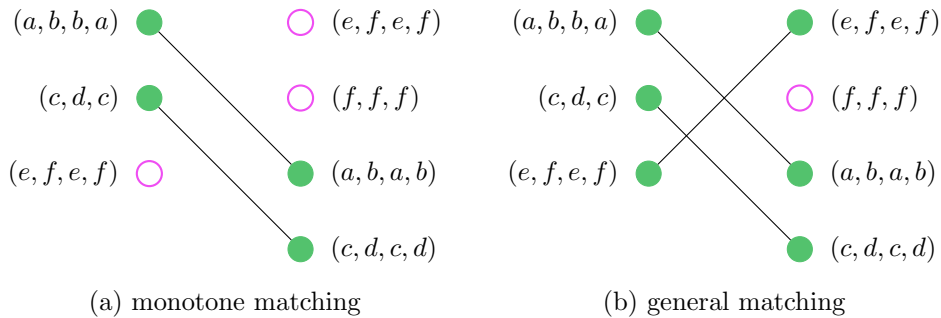 (a, b, b, a) (e, f, e, f) (a, b, b, a) (e, f, e, f)
(c, d, c) (f, f, f) (c, d, c) (f, f, f)
(e, f, e, f) (a, b, a, b) (e, f, e, f) (a, b, a, b)
(c, d, c, d) (c, d, c, d)
(a) monotone matching (b) general matching